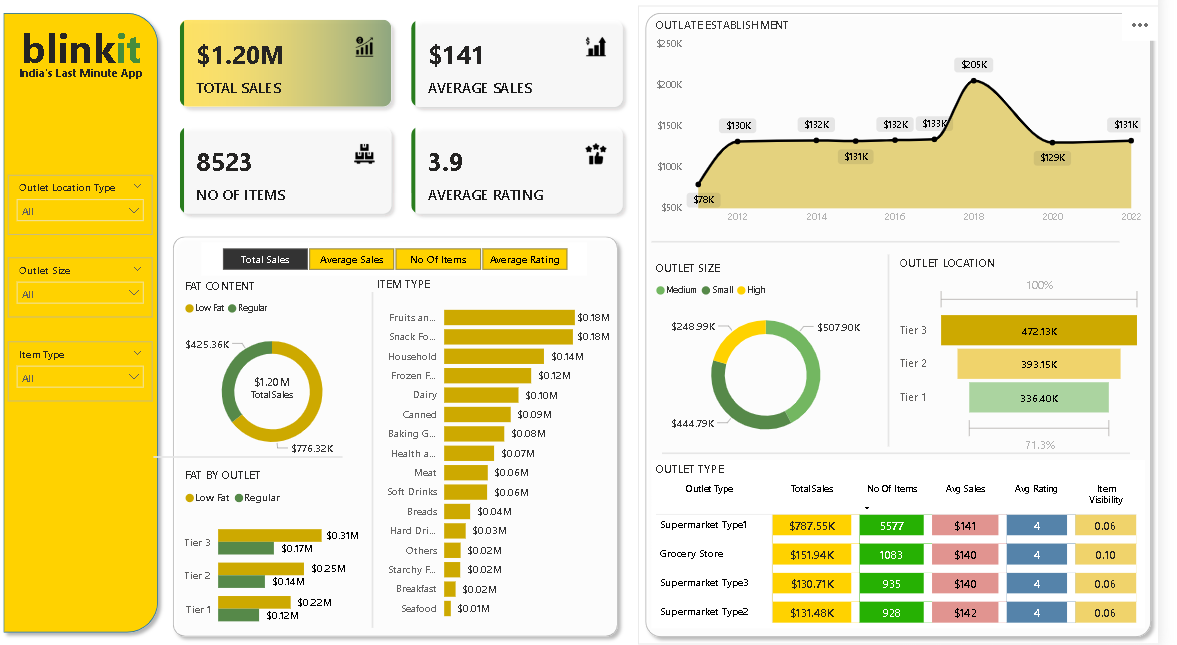 blinkit
India's Last Minute App
Outlet Location Type
All
Outlet Size
All
Item Type
All
$1.20M
TOTAL SALES
$141
AVERAGE SALES
8523
NO OF ITEMS
3.9
AVERAGE RATING
Total Sales Average Sales No Of Items Average Rating
FAT CONTENT
Low Fat Regular
$425.36K
$1.20M
Total Sales
$776.32K
FAT BY OUTLET
Low Fat Regular
Tier 3 $0.31M
$0.17M
Tier 2 $0.25M
$0.14M
Tier 1 $0.22M
$0.12M
ITEM TYPE
Fruits an... $0.18M
Snack Fo... $0.18M
Household $0.14M
Frozen F... $0.12M
Dairy $0.10M
Canned $0.09M
Baking G... $0.08M
Health a... $0.07M
Meat $0.06M
Soft Drinks $0.06M
Breads $0.04M
Hard Dri... $0.03M
Others $0.02M
Starchy F... $0.02M
Breakfast $0.02M
Seafood $0.01M
OUTLATE ESTABLISHMENT
$250K
$200K
$150K
$100K
$50K
$78K
$130K
$132K
$131K
$132K
$133K
$205K
$129K
$131K
2012 2014 2016 2018 2020 2022
OUTLET SIZE
Medium Small High
$248.99K
$507.90K
$444.79K
OUTLET LOCATION
100%
Tier 3 472.13K
Tier 2 393.15K
Tier 1 336.40K
71.3%
OUTLET TYPE
Outlet Type Total Sales No Of Items Avg Sales Avg Rating Item Visibility
Supermarket Type1 $787.55K 5577 $141 4 0.06
Grocery Store $151.94K 1083 $140 4 0.10
Supermarket Type3 $130.71K 935 $140 4 0.06
Supermarket Type2 $131.48K 928 $142 4 0.06